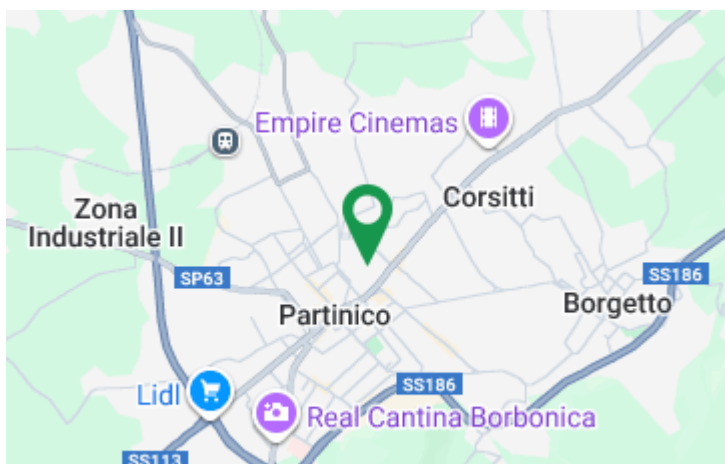 Empire Cinemas
Corsitti
Zona
Industriale II
SP63
SS186
Borgetto
Partinico
SS186
Lidl
Real Cantina Borbonica
SS113